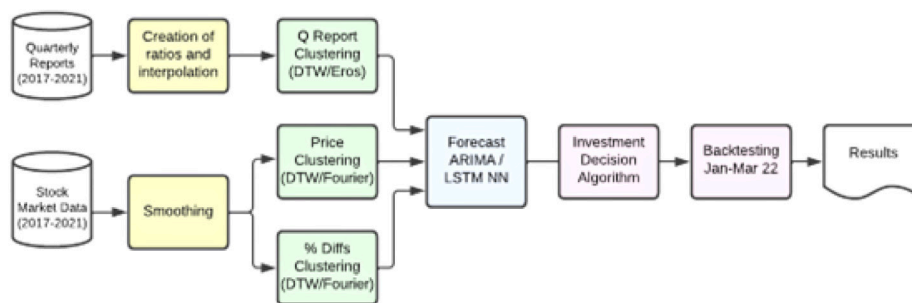 Quarterly
Reports
(2017-2021)
Creation of
ratios and
interpolation
Q Report
Clustering
(DTW/Eros)
Stock
Market Data
(2017-2021)
Smoothing
Price
Clustering
(DTW/Fourier)
% Diffs
Clustering
(DTW/Fourier)
Forecast
ARIMA /
LSTM NN
Investment
Decision
Algorithm
Backtesting
Jan-Mar 22
Results